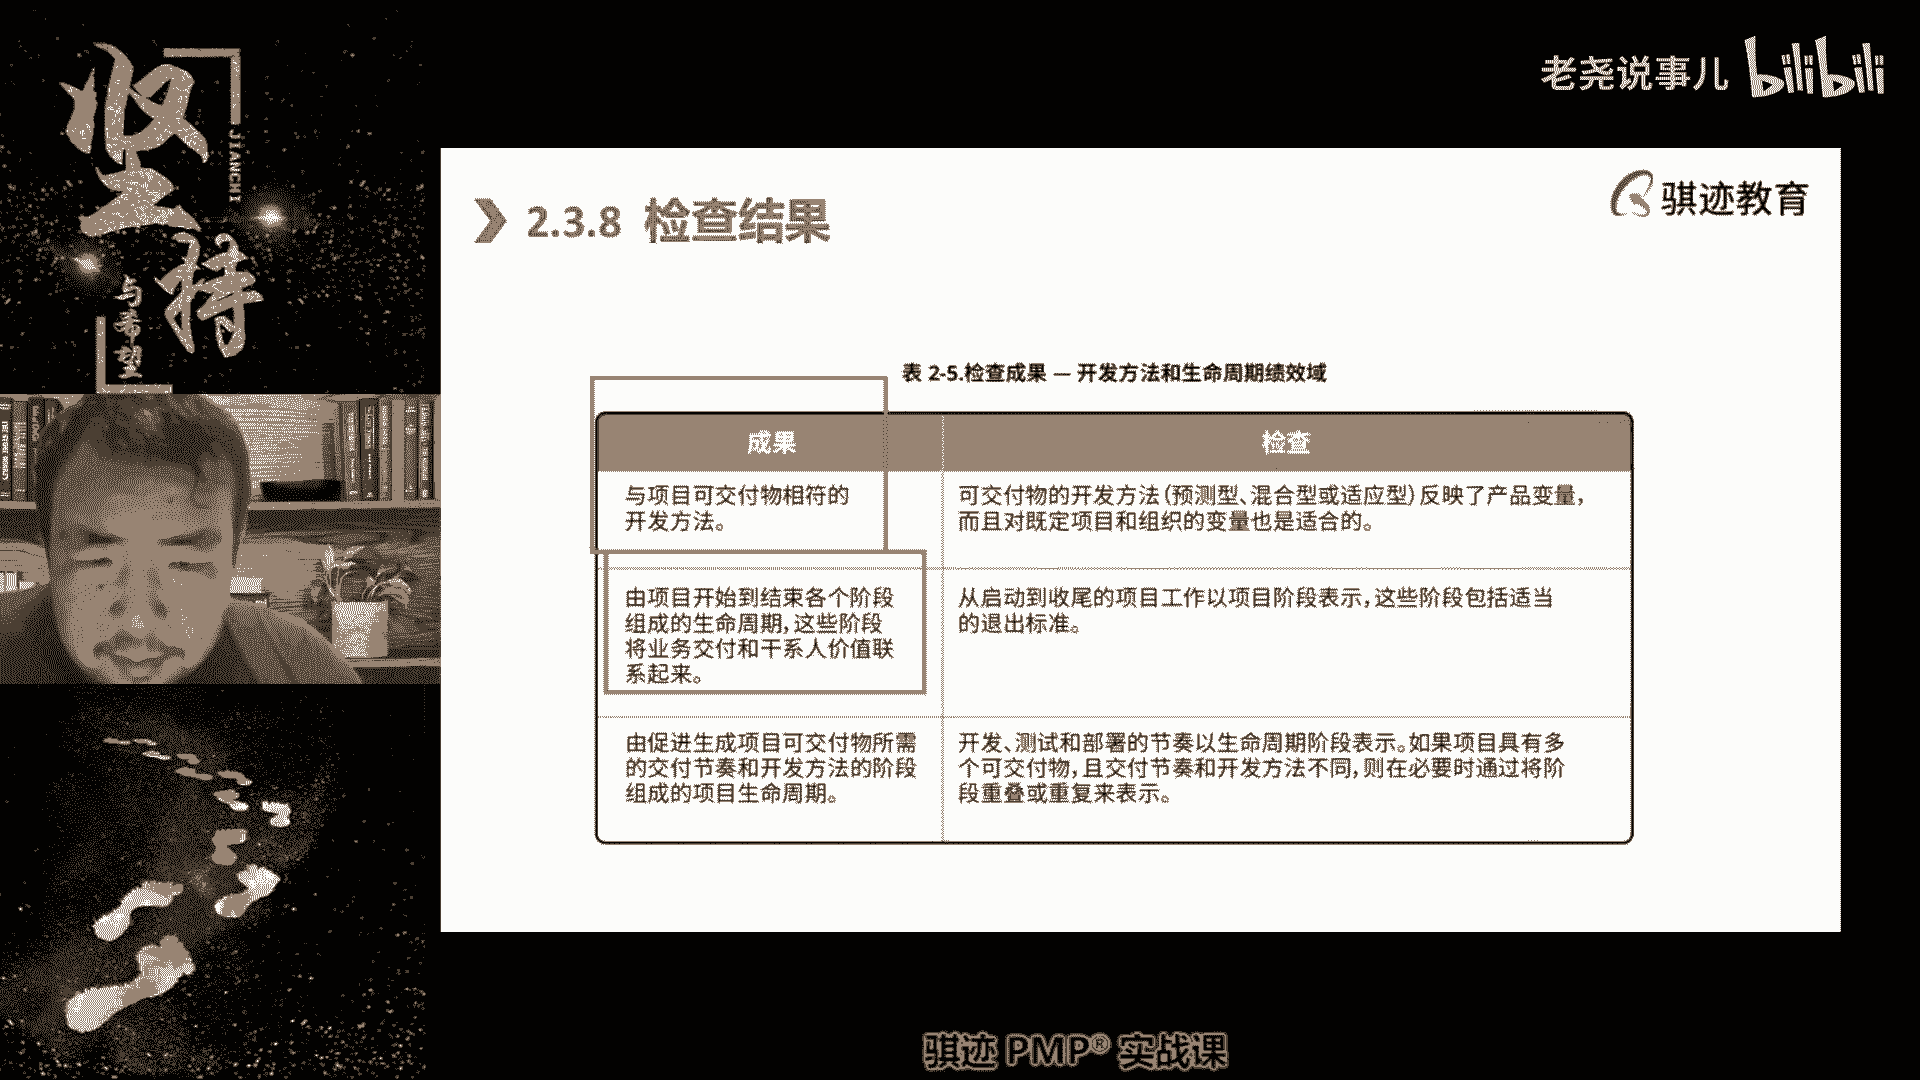 坚
持
JIANCHI
与希望
老尧说事儿 bilibili
骐迹教育
2.3.8 检查结果
表 2-5.检查成果 — 开发方法和生命周期绩效域
成果
检查
与项目可交付物相符的
开发方法。
可交付物的开发方法（预测型、混合型或适应型）反映了产品变量，
而且对既定项目和组织的变量也是适合的。
由项目开始到结束各个阶段
组成的生命周期，这些阶段
将业务交付和干系人价值联
系起来。
从启动到收尾的项目工作以项目阶段表示，这些阶段包括适当
的退出标准。
由促进生成项目可交付物所需
的交付节奏和开发方法的阶段
组成的项目生命周期。
开发、测试和部署的节奏以生命周期阶段表示。如果项目具有多
个可交付物，且交付节奏和开发方法不同，则在必要时通过将阶
段重叠或重复来表示。
骐迹 PMP® 实战课